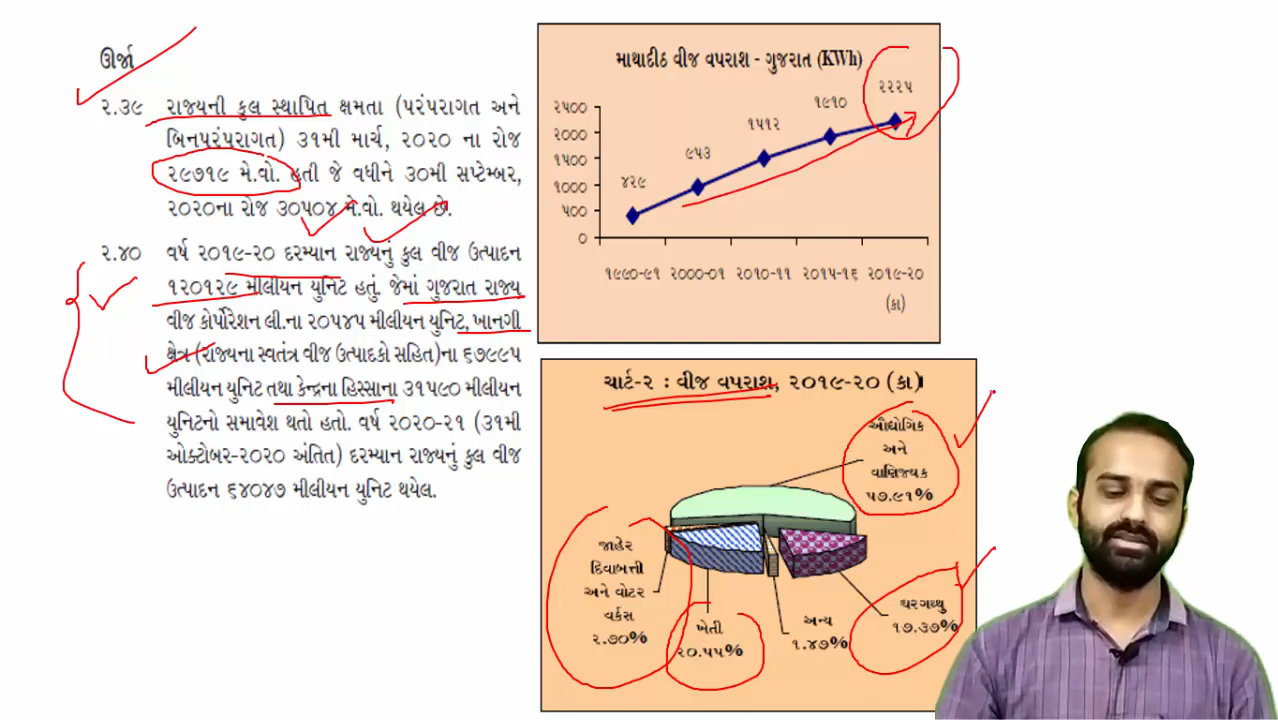 ઊર્જા
૨.૩૯ રાજ્યની કુલ સ્થાપિત ક્ષમતા (પરંપરાગત અને
બિનપરંપરાગત) ૩૧મી માર્ચ, ૨૦૨૦ ના રોજ
૨૯૭૧૯ મે.વો. હતી જે વધીને ૩૦મી સપ્ટેમ્બર,
૨૦૨૦ના રોજ ૩૦૫૦૪ મે.વો. થયેલ છે.
૨.૪૦ વર્ષ ૨૦૧૯-૨૦ દરમ્યાન રાજ્યનું કુલ વીજ ઉત્પાદન
૧૨૦૧૨૯ મીલીયન યુનિટ હતું. જેમાં ગુજરાત રાજ્ય
વીજ કોર્પોરેશન લી.ના ૨૦૫૪૫ મીલીયન યુનિટ, ખાનગી
ક્ષેત્ર (રાજ્યના સ્વતંત્ર વીજ ઉત્પાદકો સહિત)ના ૬૭૯૯૫
મીલીયન યુનિટ તથા કેન્દ્રના હિસ્સાના ૩૧૫૯૦ મીલીયન
યુનિટનો સમાવેશ થતો હતો. વર્ષ ૨૦૨૦-૨૧ (૩૧મી
ઓક્ટોબર-૨૦૨૦ અંતિત) દરમ્યાન રાજ્યનું કુલ વીજ
ઉત્પાદન ૬૪૦૪૭ મીલીયન યુનિટ થયેલ.
માથાદીઠ વીજ વપરાશ - ગુજરાત (KWh)
૨૫૦૦
૨૦૦૦
૧૫૦૦
૧૦૦૦
૫૦૦
૦
૪૨૯
૯૫૩
૧૫૧૨
૧૯૧૦
૨૨૨૫
૧૯૯૦-૯૧ ૨૦૦૦-૦૧ ૨૦૧૦-૧૧ ૨૦૧૫-૧૬ ૨૦૧૯-૨૦
(કા)
ચાર્ટ-૨ : વીજ વપરાશ, ૨૦૧૯-૨૦ (કા)
ઔદ્યોગિક
અને
વાણિજ્યક
૫૭.૯૧%
જાહેર
દિવાબત્તી
અને વોટર
વર્કસ
૨.૭૦%
ખેતી
૨૦.૫૫%
અન્ય
૧.૪૭%
ઘરગથ્થુ
૧૭.૩૭%